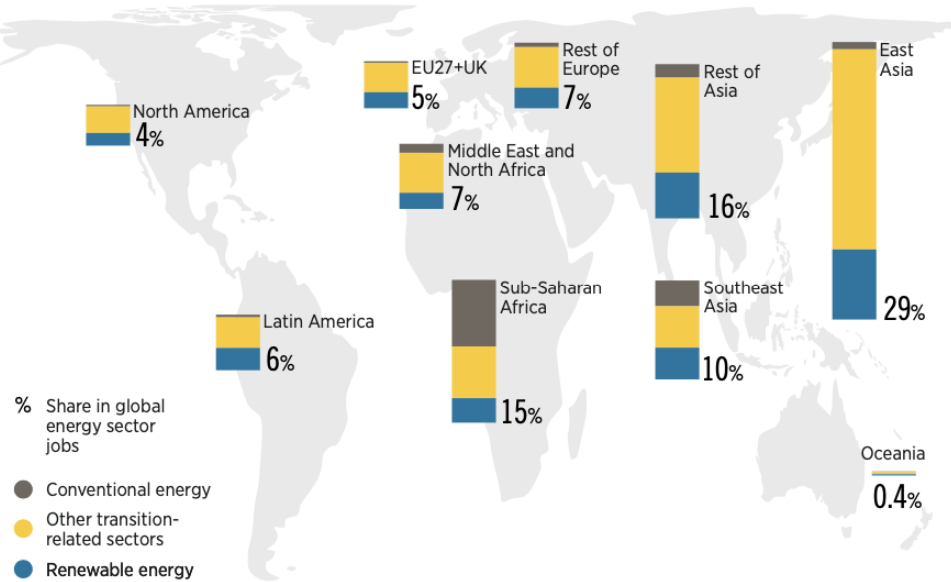 North America
4%
EU27+UK
5%
Rest of
Europe
7%
Rest of
Asia
16%
East
Asia
29%
Middle East and
North Africa
7%
Sub-Saharan
Africa
15%
Southeast
Asia
10%
Latin America
6%
Oceania
0.4%
% Share in global
energy sector
jobs
Conventional energy
Other transition-
related sectors
Renewable energy